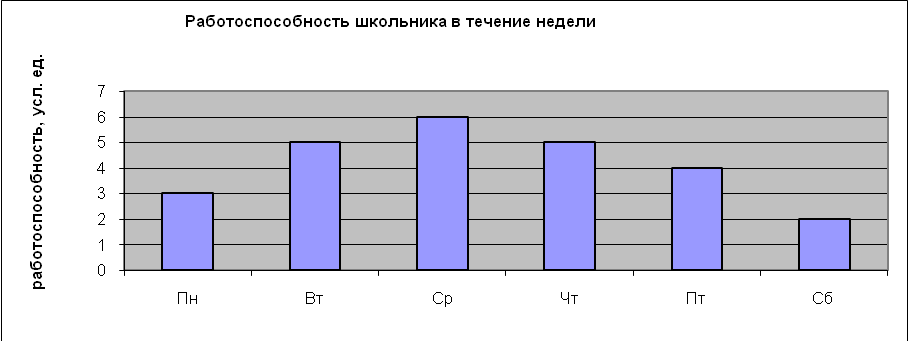 Работоспособность школьника в течение недели
работоспособность, усл. ед.
7
6
5
4
3
2
1
0
Пн Вт Ср Чт Пт Сб